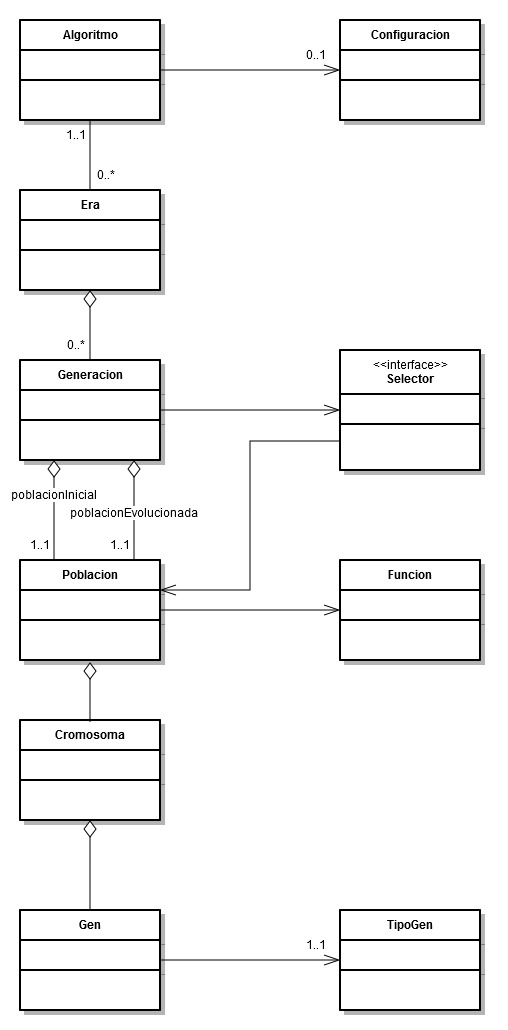 Algoritmo
Configuracion
0..1
1..1
0..*
Era
0..*
Generacion
<<interface>>
Selector
poblacionInicial
poblacionEvolucionada
1..1
1..1
Poblacion
Funcion
Cromosoma
Gen
1..1
TipoGen